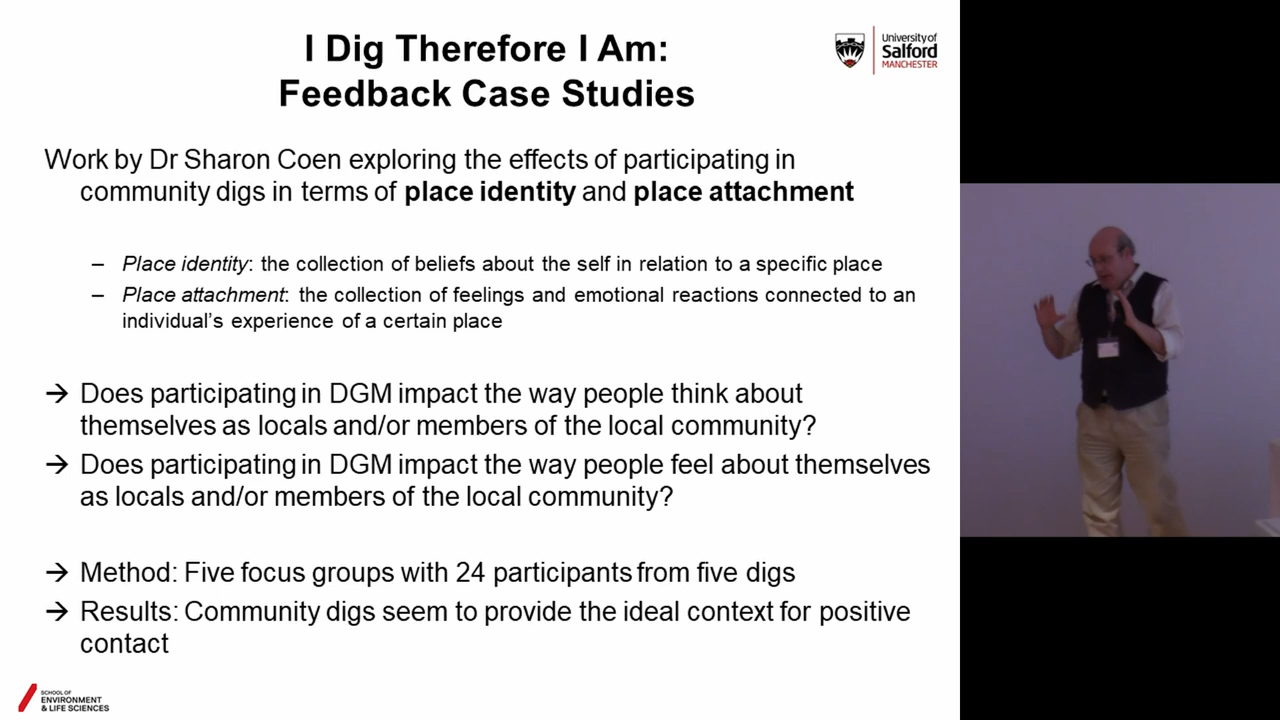 I Dig Therefore I Am:
Feedback Case Studies
University of
Salford
MANCHESTER
Work by Dr Sharon Coen exploring the effects of participating in
community digs in terms of place identity and place attachment
– Place identity: the collection of beliefs about the self in relation to a specific place
– Place attachment: the collection of feelings and emotional reactions connected to an
individual's experience of a certain place
→ Does participating in DGM impact the way people think about
themselves as locals and/or members of the local community?
→ Does participating in DGM impact the way people feel about themselves
as locals and/or members of the local community?
→ Method: Five focus groups with 24 participants from five digs
→ Results: Community digs seem to provide the ideal context for positive
contact
SCHOOL OF
ENVIRONMENT
& LIFE SCIENCES